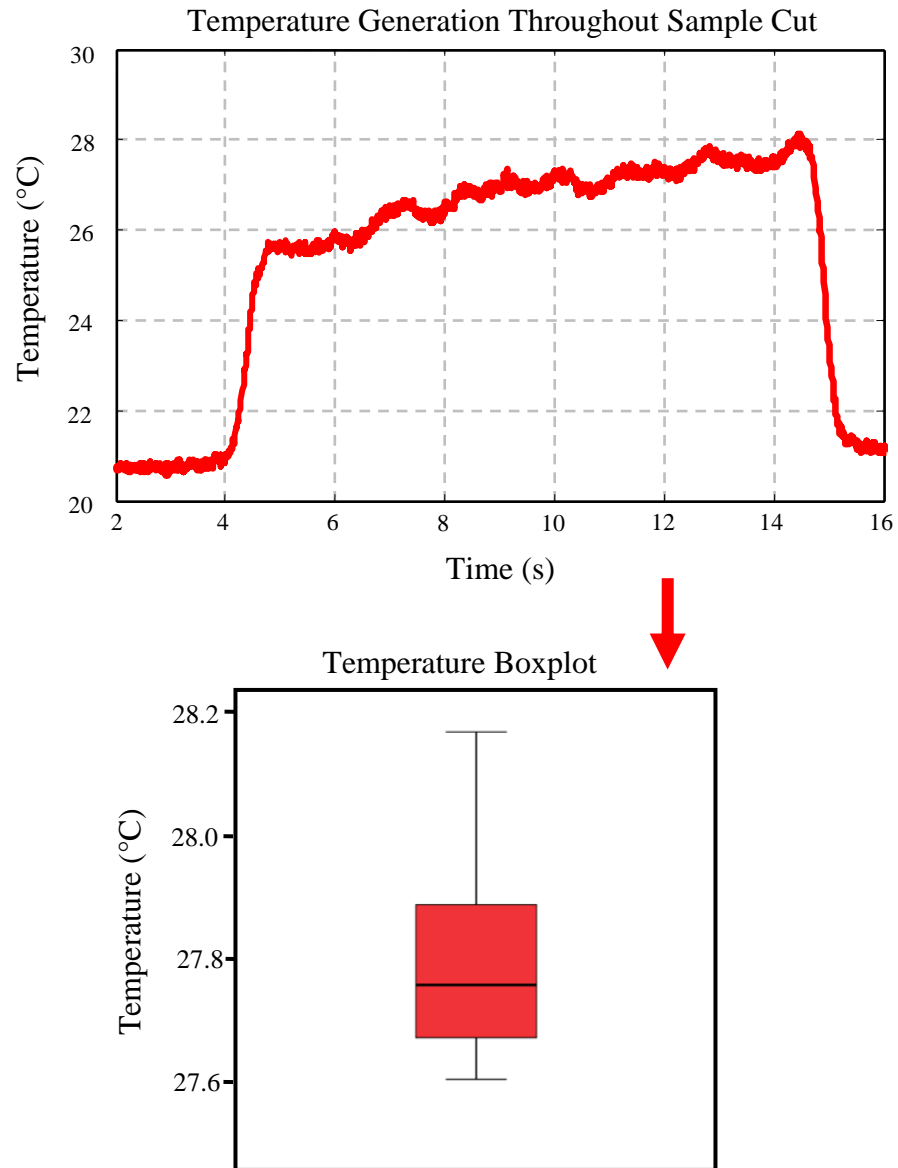 Temperature Generation Throughout Sample Cut
30
28
26
24
22
20
Temperature (°C)
2 4 6 8 10 12 14 16
Time (s)
Temperature Boxplot
28.2
28.0
27.8
27.6
Temperature (°C)